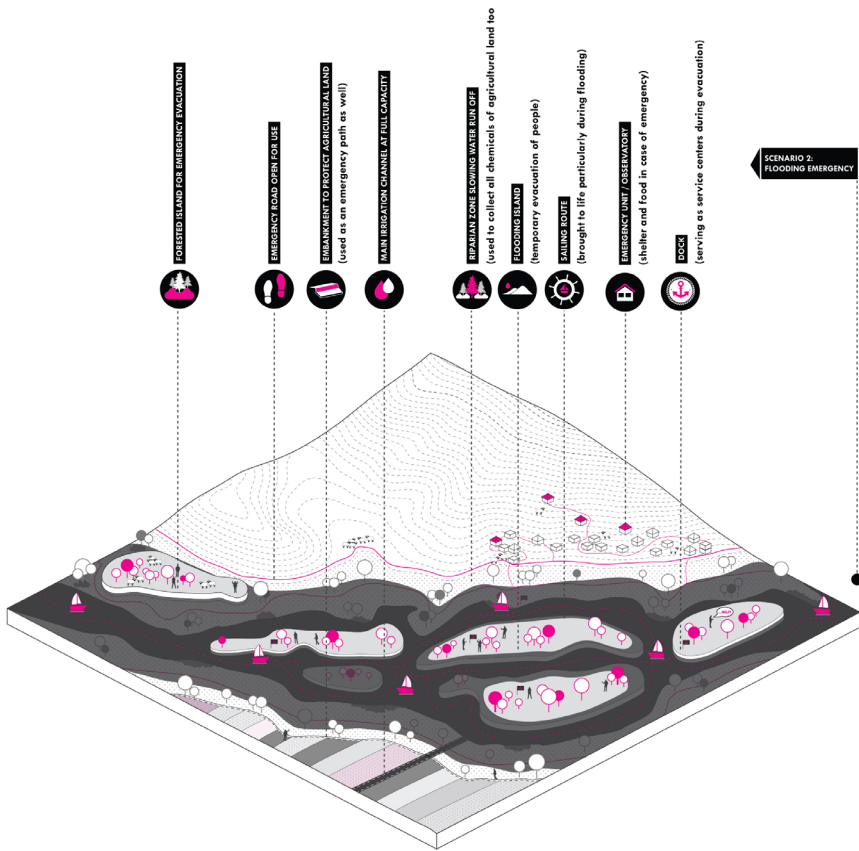 FORESTED ISLAND FOR EMERGENCY EVACUATION
EMERGENCY ROAD OPEN FOR USE
EMBANKMENT TO PROTECT AGRICULTURAL LAND
(used as an emergency path as well)
MAIN IRRIGATION CHANNEL AT FULL CAPACITY
RIPARIAN ZONE SLOWING WATER RUN OFF
(used to collect all chemicals of agricultural land too
FLOODING ISLAND
(temporary evacuation of people)
SAILING ROUTE
(brought to life particularly during flooding)
EMERGENCY UNIT / OBSERVATORY
(shelter and food in case of emergency)
DOCK
(serving as service centers during evacuation)
SCENARIO 2:
FLOODING EMERGENCY
HELP!